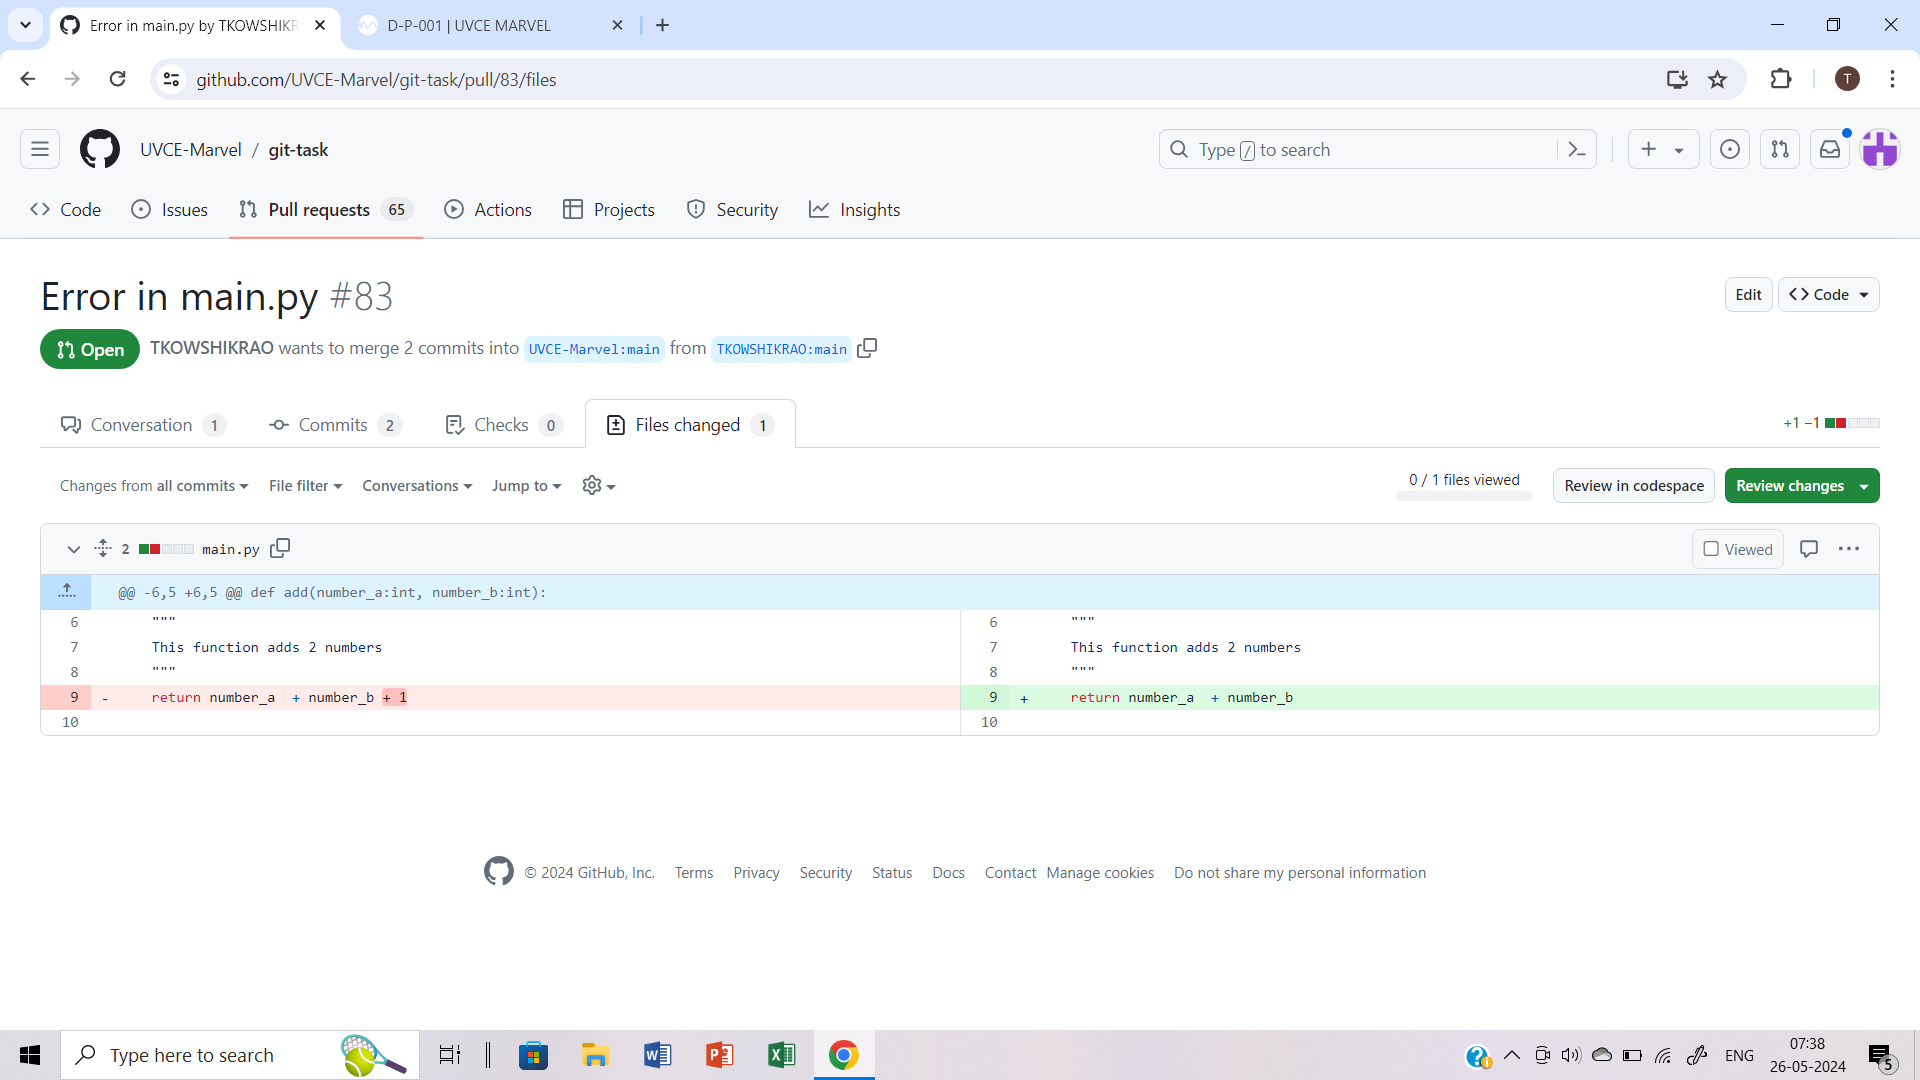 Error in main.py by TKOWSHIKR
D-P-001 | UVCE MARVEL
github.com/UVCE-Marvel/git-task/pull/83/files
T
UVCE-Marvel / git-task
Type / to search
Code
Issues
Pull requests 65
Actions
Projects
Security
Insights
Error in main.py #83
Edit
Code
Open
TKOWSHIKRAO wants to merge 2 commits into UVCE-Marvel:main from TKOWSHIKRAO:main
Conversation 1
Commits 2
Checks 0
Files changed 1
+1 −1
Changes from all commits
File filter
Conversations
Jump to
0 / 1 files viewed
Review in codespace
Review changes
2 main.py
Viewed
@@ -6,5 +6,5 @@ def add(number_a:int, number_b:int):
6 """
7 This function adds 2 numbers
8 """
9 - return number_a  + number_b + 1
10
6 """
7 This function adds 2 numbers
8 """
9 + return number_a  + number_b
10
© 2024 GitHub, Inc. Terms Privacy Security Status Docs Contact Manage cookies Do not share my personal information
Type here to search
ENG
07:38
26-05-2024
5